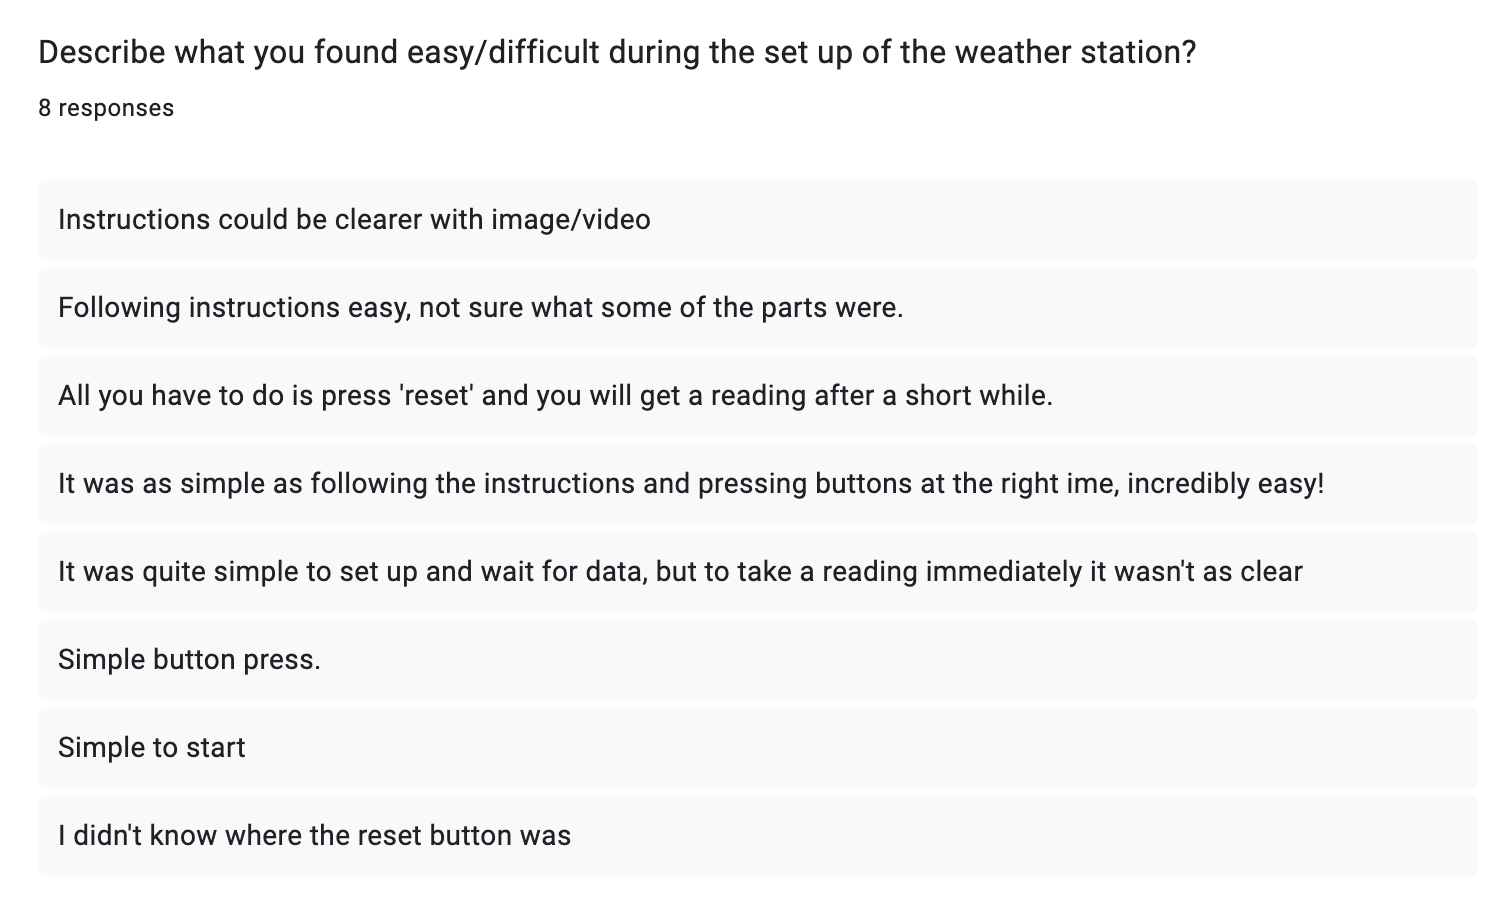 Describe what you found easy/difficult during the set up of the weather station?
8 responses
Instructions could be clearer with image/video
Following instructions easy, not sure what some of the parts were.
All you have to do is press 'reset' and you will get a reading after a short while.
It was as simple as following the instructions and pressing buttons at the right ime, incredibly easy!
It was quite simple to set up and wait for data, but to take a reading immediately it wasn't as clear
Simple button press.
Simple to start
I didn't know where the reset button was